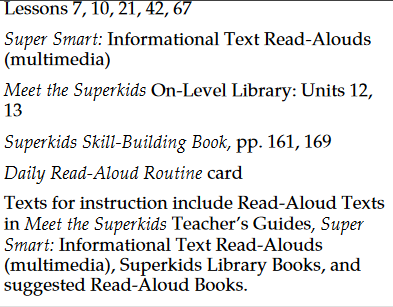 Lessons 7, 10, 21, 42, 67
Super Smart: Informational Text Read-Alouds
(multimedia)
Meet the Superkids On-Level Library: Units 12,
13
Superkids Skill-Building Book, pp. 161, 169
Daily Read-Aloud Routine card
Texts for instruction include Read-Aloud Texts
in Meet the Superkids Teacher's Guides, Super
Smart: Informational Text Read-Alouds
(multimedia), Superkids Library Books, and
suggested Read-Aloud Books.